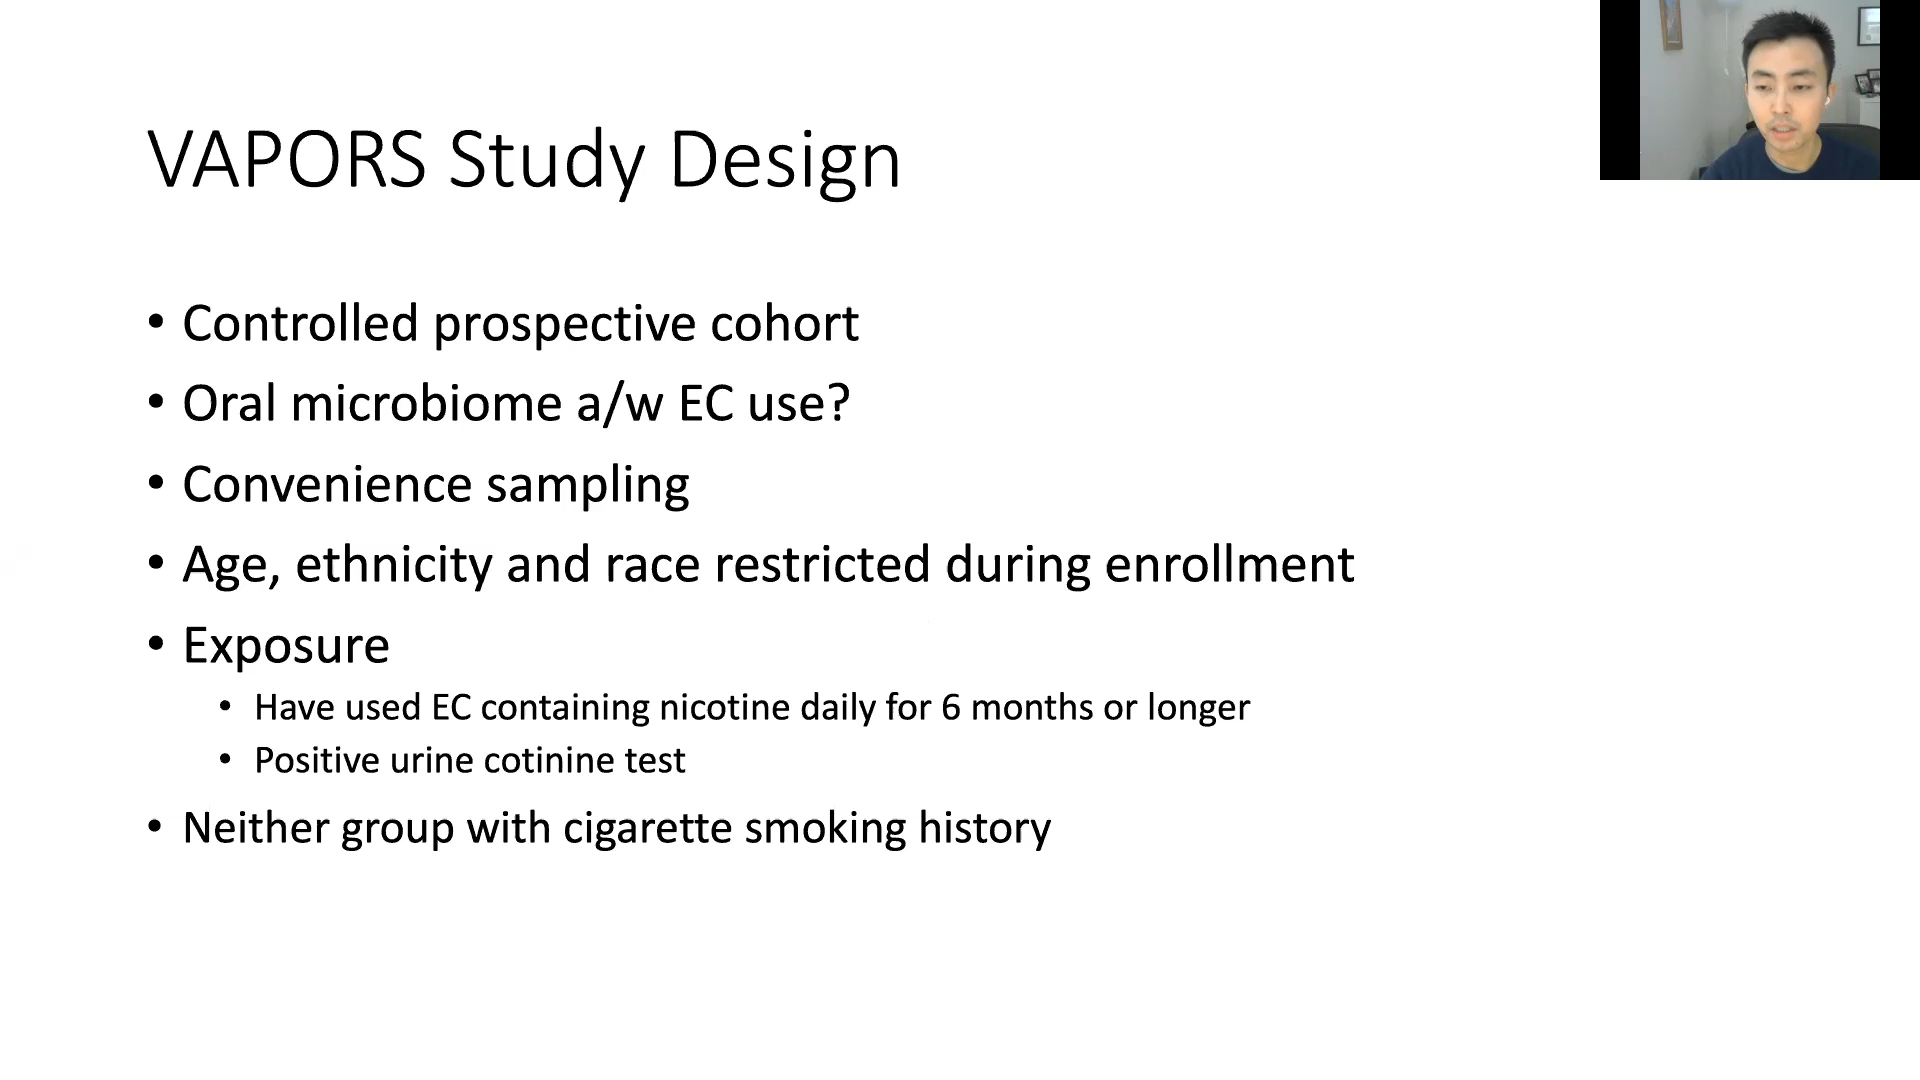 VAPORS Study Design
• Controlled prospective cohort
• Oral microbiome a/w EC use?
• Convenience sampling
• Age, ethnicity and race restricted during enrollment
• Exposure
• Have used EC containing nicotine daily for 6 months or longer
• Positive urine cotinine test
• Neither group with cigarette smoking history